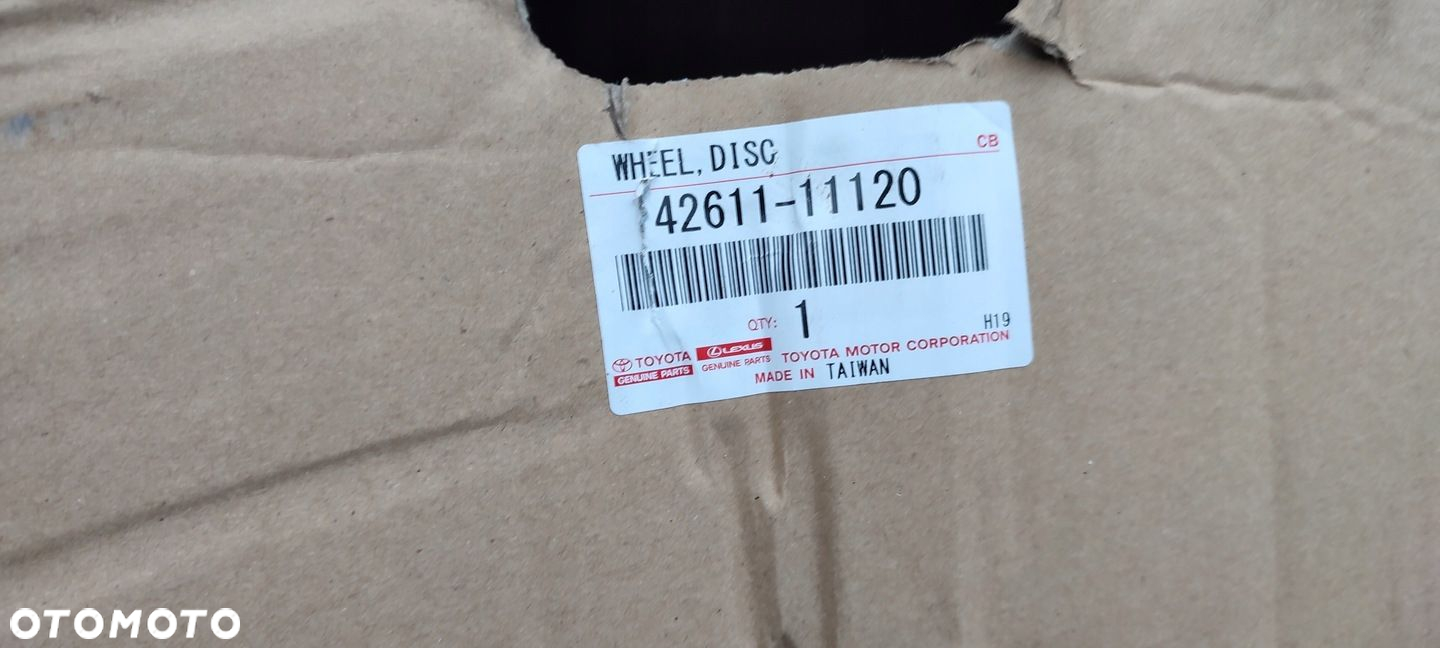 CB
WHEEL, DISC
42611-11120
QTY: 1
H19
TOYOTA
GENUINE PARTS
LEXUS
GENUINE PARTS
TOYOTA MOTOR CORPORATION
MADE IN TAIWAN
OTOMOTO